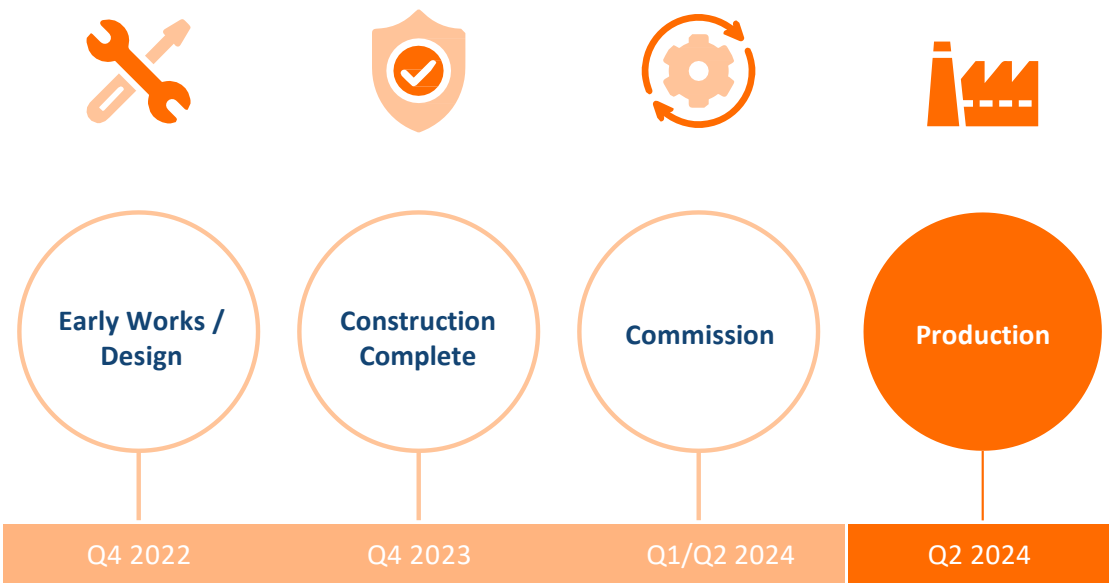 Early Works /
Design
Construction
Complete
Commission
Production
Q4 2022
Q4 2023
Q1/Q2 2024
Q2 2024